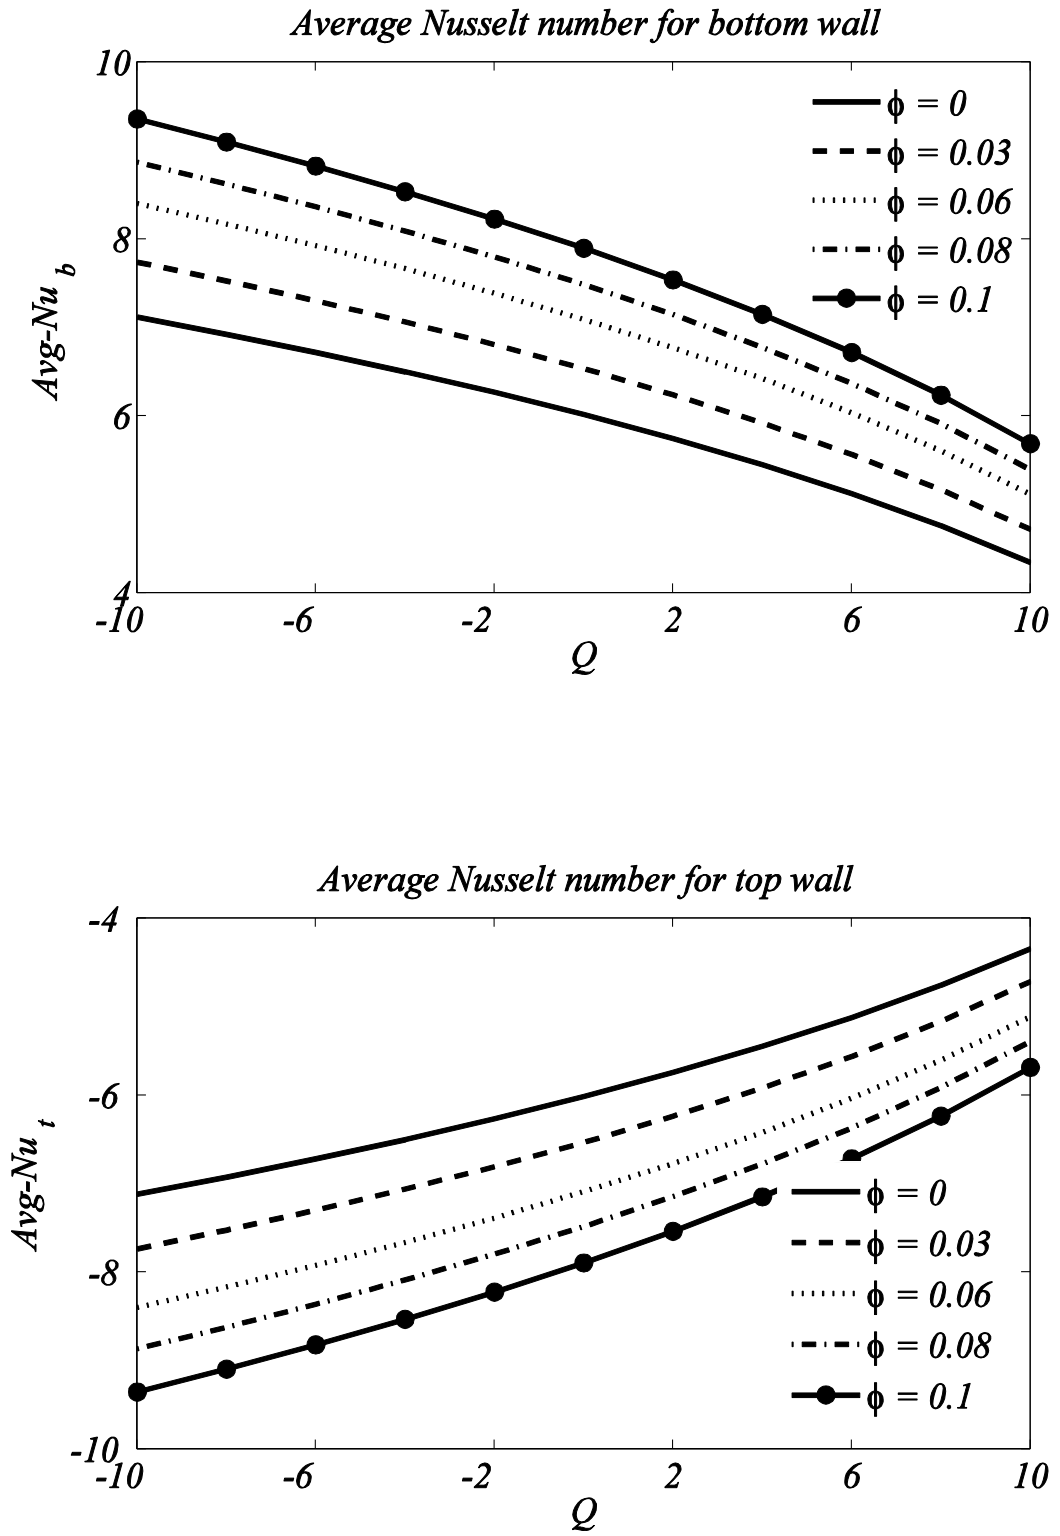 Average Nusselt number for bottom wall
10
8
6
4
Avg-Nu b
ϕ = 0
ϕ = 0.03
ϕ = 0.06
ϕ = 0.08
ϕ = 0.1
-10 -6 -2 2 6 10
Q
Average Nusselt number for top wall
-4
-6
-8
-10
Avg-Nu t
ϕ = 0
ϕ = 0.03
ϕ = 0.06
ϕ = 0.08
ϕ = 0.1
-10 -6 -2 2 6 10
Q